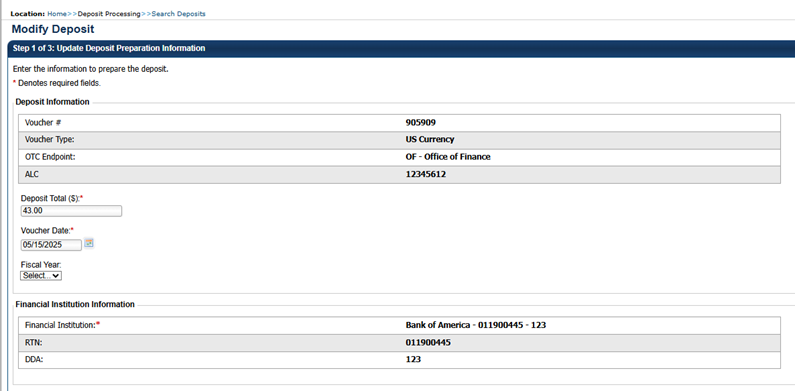 Location: Home>>Deposit Processing>>Search Deposits
Modify Deposit
Step 1 of 3: Update Deposit Preparation Information
Enter the information to prepare the deposit.
* Denotes required fields.
Deposit Information
Voucher # 905909
Voucher Type: US Currency
OTC Endpoint: OF - Office of Finance
ALC 12345612
Deposit Total ($):*
43.00
Voucher Date:*
05/15/2025
Fiscal Year:
Select...
Financial Institution Information
Financial Institution:* Bank of America - 011900445 - 123
RTN: 011900445
DDA: 123